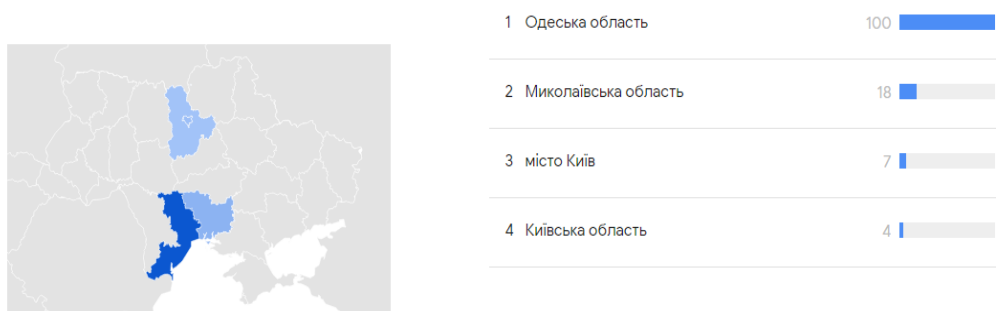 1 Одеська область 100
2 Миколаївська область 18
3 місто Київ 7
4 Київська область 4